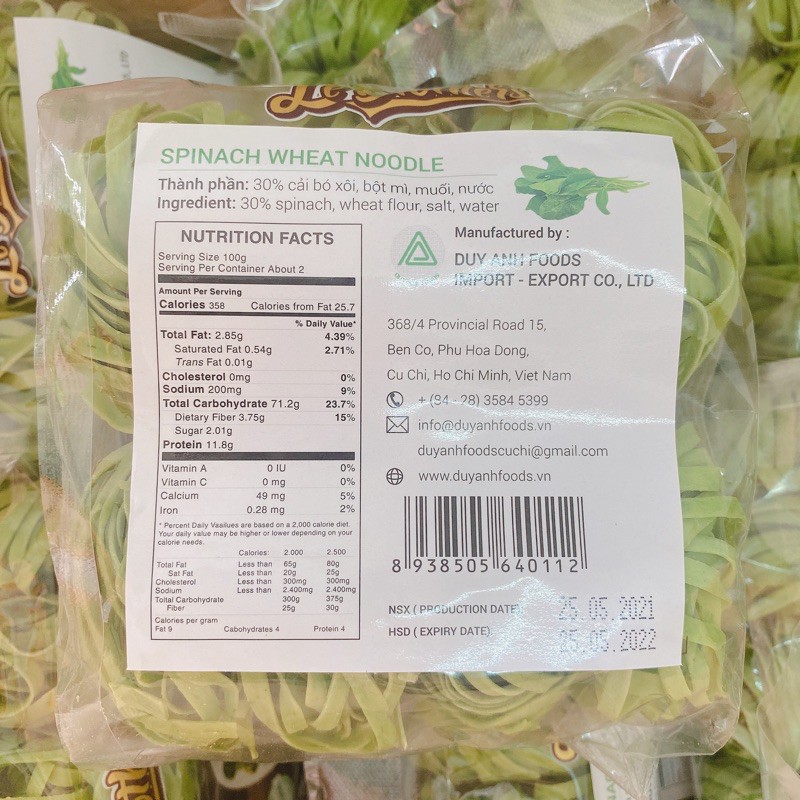 SPINACH WHEAT NOODLE
Thành phần: 30% cải bó xôi, bột mì, muối, nước
Ingredient: 30% spinach, wheat flour, salt, water
NUTRITION FACTS
Serving Size 100g
Serving Per Container About 2
Amount Per Serving
Calories 358 Calories from Fat 25.7
% Daily Value*
Total Fat: 2.85g 4.39%
Saturated Fat 0.54g 2.71%
Trans Fat 0.01g
Cholesterol 0mg 0%
Sodium 200mg 9%
Total Carbohydrate 71.2g 23.7%
Dietary Fiber 3.75g 15%
Sugar 2.01g
Protein 11.8g
Vitamin A 0 IU 0%
Vitamin C 0 mg 0%
Calcium 49 mg 5%
Iron 0.28 mg 2%
* Percent Daily Vaailues are based on a 2,000 calorie diet.
Your daily value may be higher or lower depending on your
calorie needs.
Calories: 2.000 2.500
Total Fat Less than 65g 80g
Sat Fat Less than 20g 25g
Cholesterol Less than 300mg 300mg
Sodium Less than 2.400mg 2.400mg
Toital Carbohydrate 300g 375g
Fiber 25g 30g
Calories per gram
Fat 9 Cabohydrates 4 Protein 4
Manufactured by :
DUY ANH FOODS
IMPORT - EXPORT CO., LTD
368/4 Provincial Road 15,
Ben Co, Phu Hoa Dong,
Cu Chi, Ho Chi Minh, Viet Nam
+ (84 - 28) 3584 5399
info@duyanhfoods.vn
duyanhfoodscuchi@gmail.com
www.duyanhfoods.vn
8 938505 640112
NSX ( PRODUCTION DATE) 25.05.2021
HSD ( EXPIRY DATE) 25.05.2022